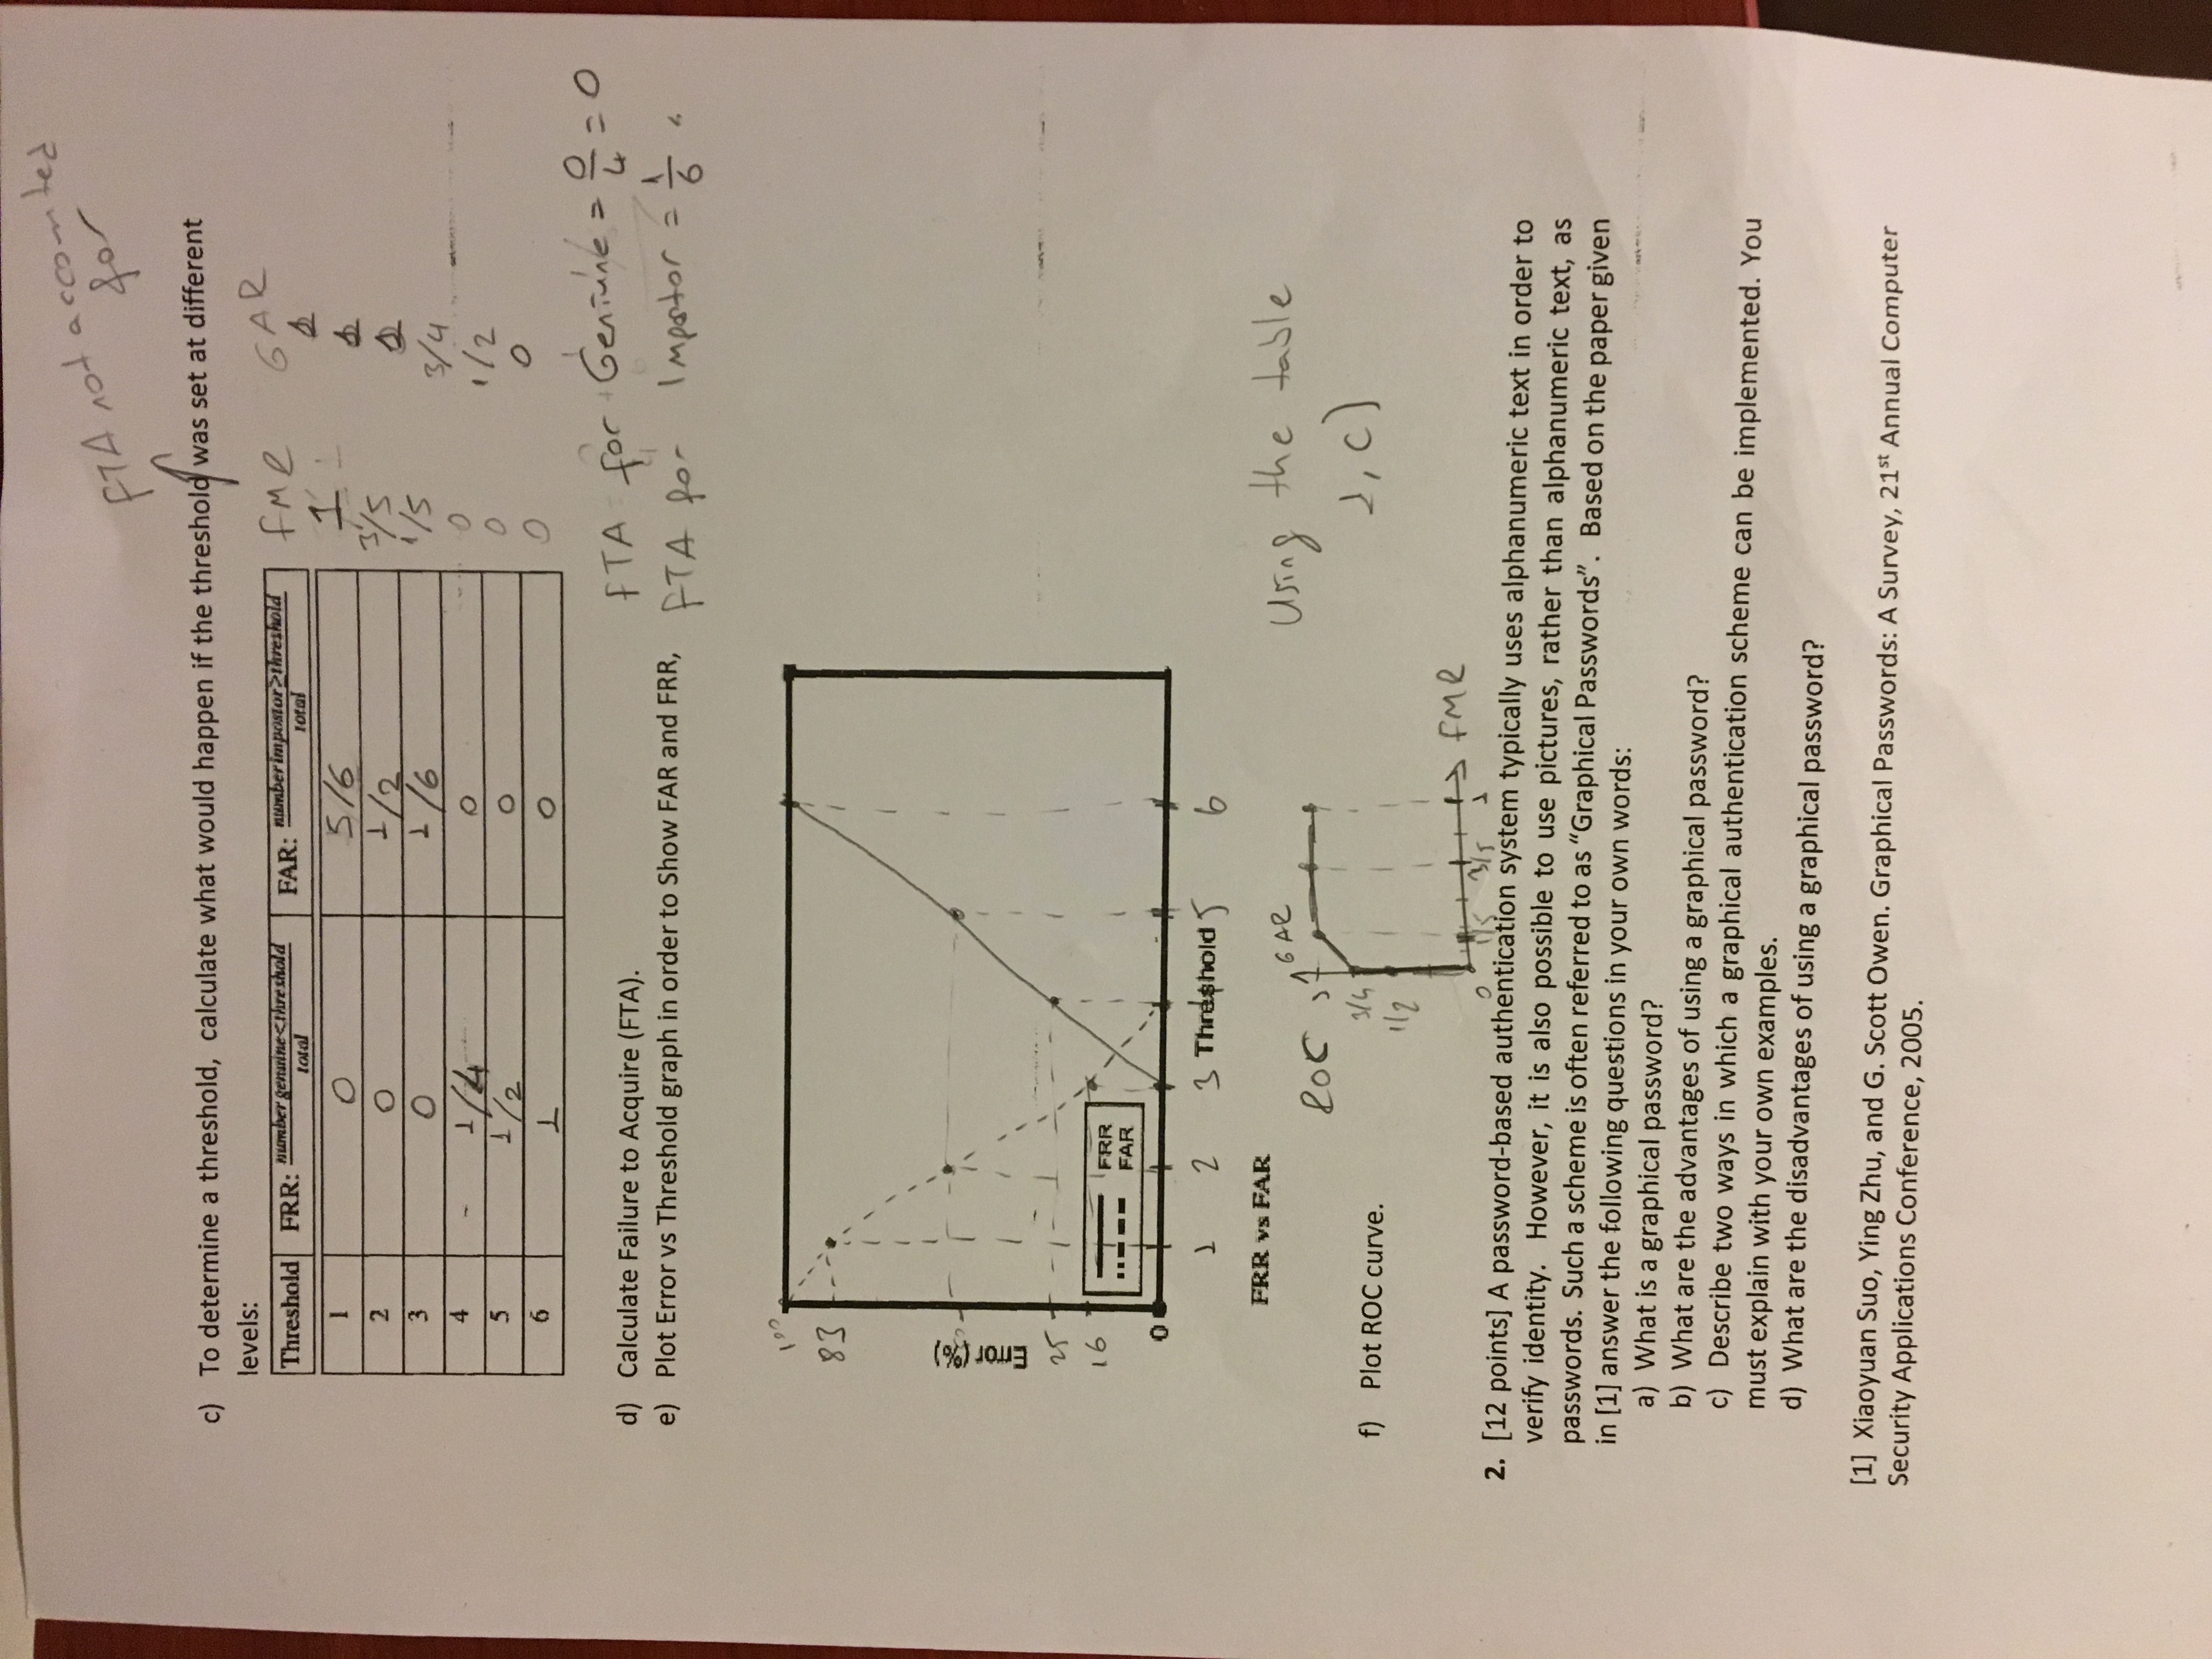 FTA not accounted
for
c) To determine a threshold, calculate what would happen if the threshold was set at different
levels:
Threshold FRR: number genuine<threshold / total FAR: number impostor≥threshold / total FMR GAR
1 0 5/6 1 1
2 0 1/2 3/5 1
3 0 1/6 1/5 1
4 1/4 0 0 3/4
5 1/2 0 0 1/2
6 1 0 0 0
d) Calculate Failure to Acquire (FTA).
FTA for Geniune = 0/4 = 0
e) Plot Error vs Threshold graph in order to Show FAR and FRR,
FTA for Impostor = 1/6
100
83
Error (%)
25
16
FRR
FAR
0
1 2 3 Threshold 5 6
FRR vs FAR
Using the table
1, c)
ROC GAR
1
3/4
f) Plot ROC curve.
1/2
FMR
0 1/5 3/5 1
2. [12 points] A password-based authentication system typically uses alphanumeric text in order to
verify identity. However, it is also possible to use pictures, rather than alphanumeric text, as
passwords. Such a scheme is often referred to as “Graphical Passwords”. Based on the paper given
in [1] answer the following questions in your own words:
a) What is a graphical password?
b) What are the advantages of using a graphical password?
c) Describe two ways in which a graphical authentication scheme can be implemented. You
must explain with your own examples.
d) What are the disadvantages of using a graphical password?
[1] Xiaoyuan Suo, Ying Zhu, and G. Scott Owen. Graphical Passwords: A Survey, 21st Annual Computer
Security Applications Conference, 2005.